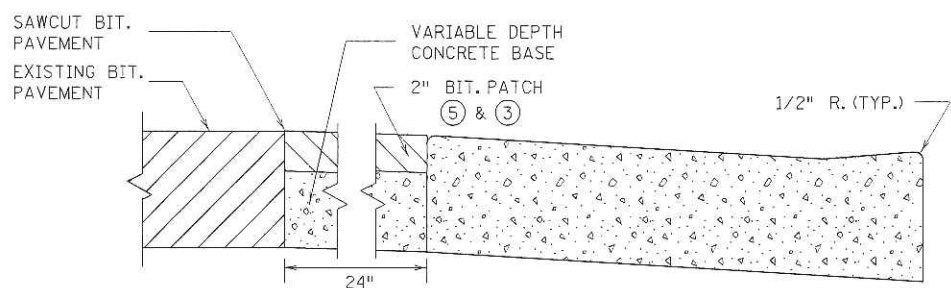 SAWCUT BIT.
PAVEMENT
EXISTING BIT.
PAVEMENT
VARIABLE DEPTH
CONCRETE BASE
2" BIT. PATCH
5 & 3
1/2" R. (TYP.)
24"